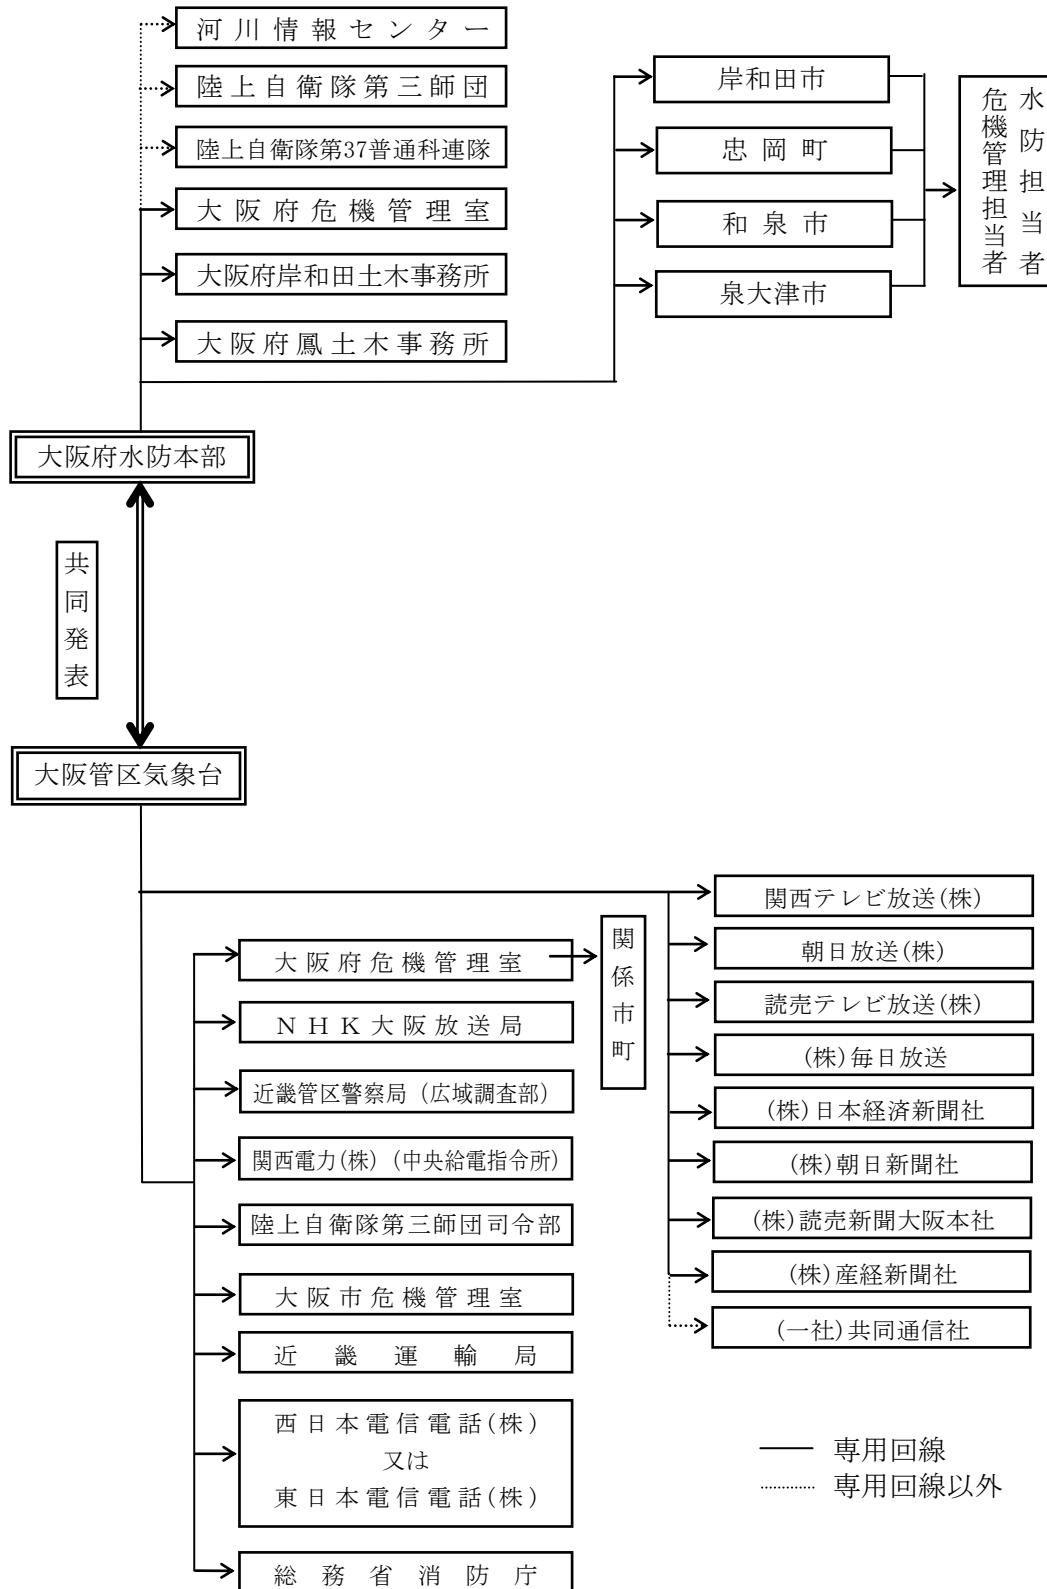 河川情報センター
陸上自衛隊第三師団
陸上自衛隊第37普通科連隊
大阪府危機管理室
大阪府岸和田土木事務所
大阪府鳳土木事務所
岸和田市
忠岡町
和泉市
泉大津市
水防担当者
危機管理担当者
大阪府水防本部
共同発表
大阪管区気象台
大阪府危機管理室
NHK大阪放送局
近畿管区警察局（広域調査部）
関西電力(株)（中央給電指令所）
陸上自衛隊第三師団司令部
大阪市危機管理室
近畿運輸局
西日本電信電話(株)
又は
東日本電信電話(株)
総務省消防庁
関係市町
関西テレビ放送(株)
朝日放送(株)
読売テレビ放送(株)
(株)毎日放送
(株)日本経済新聞社
(株)朝日新聞社
(株)読売新聞大阪本社
(株)産経新聞社
(一社)共同通信社
専用回線
専用回線以外